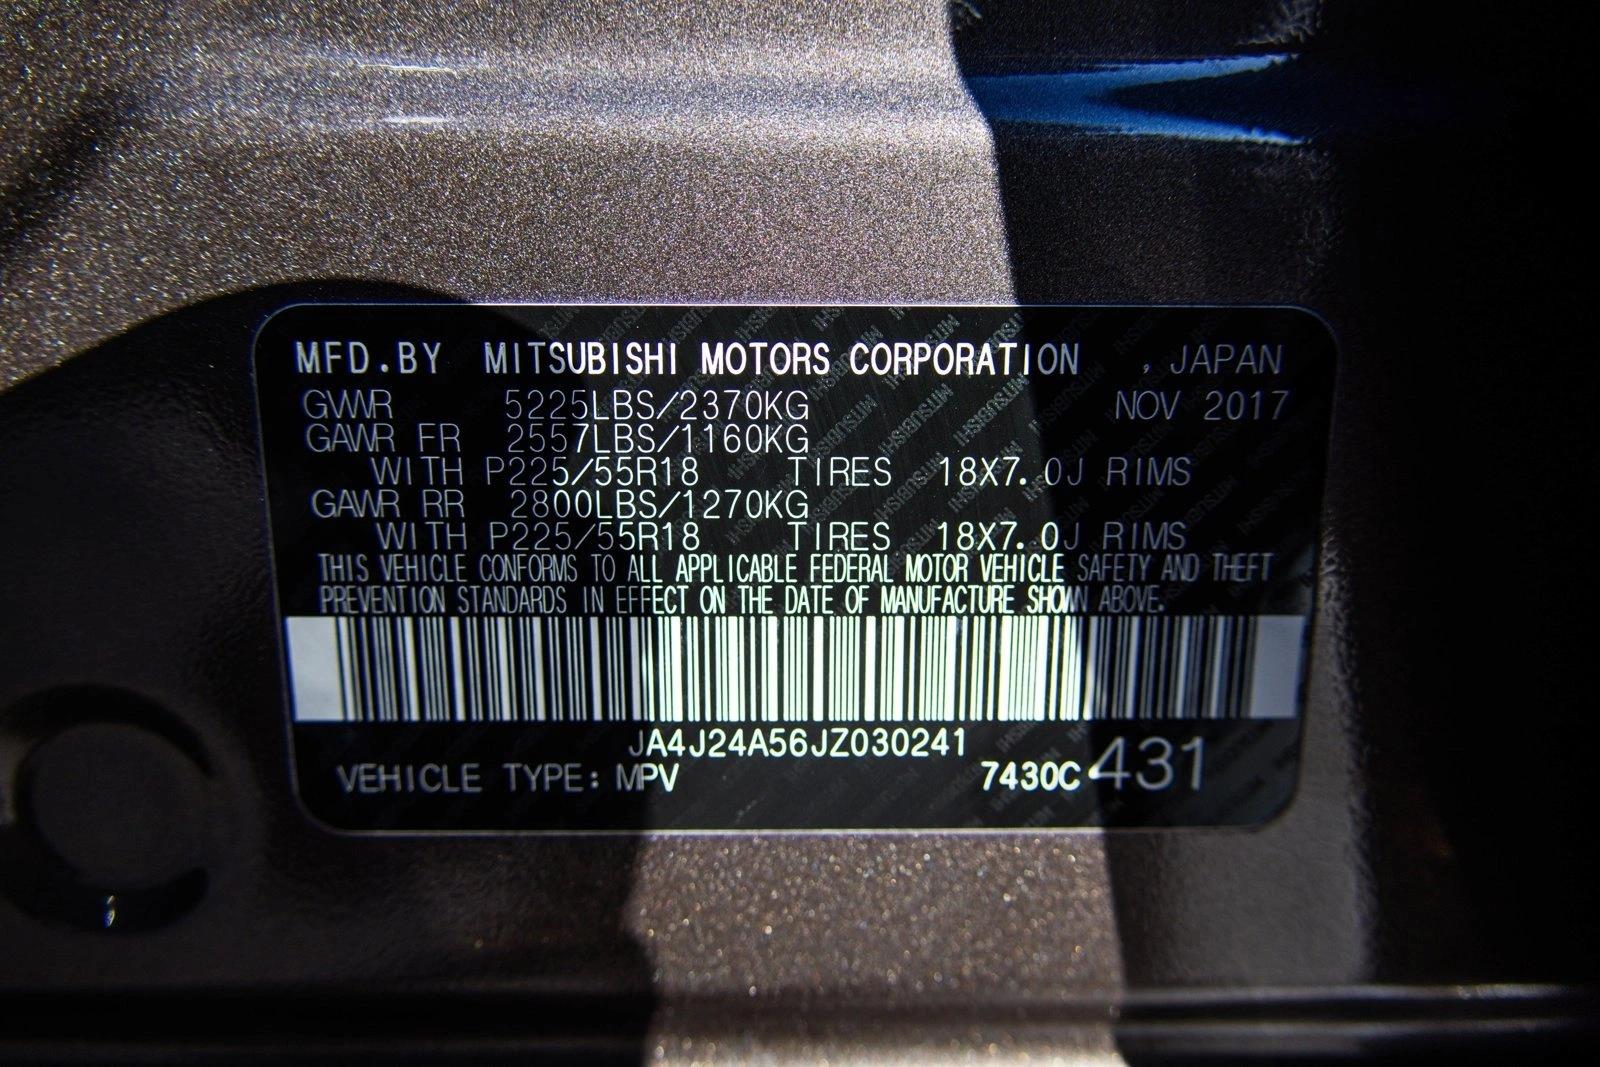 MFD.BY MITSUBISHI MOTORS CORPORATION , JAPAN
GVWR 5225LBS/2370KG NOV 2017
GAWR FR 2557LBS/1160KG
WITH P225/55R18 TIRES 18X7.0J RIMS
GAWR RR 2800LBS/1270KG
WITH P225/55R18 TIRES 18X7.0J RIMS
THIS VEHICLE CONFORMS TO ALL APPLICABLE FEDERAL MOTOR VEHICLE SAFETY AND THEFT
PREVENTION STANDARDS IN EFFECT ON THE DATE OF MANUFACTURE SHOWN ABOVE.
JA4J24A56JZ030241
VEHICLE TYPE: MPV 7430C 431